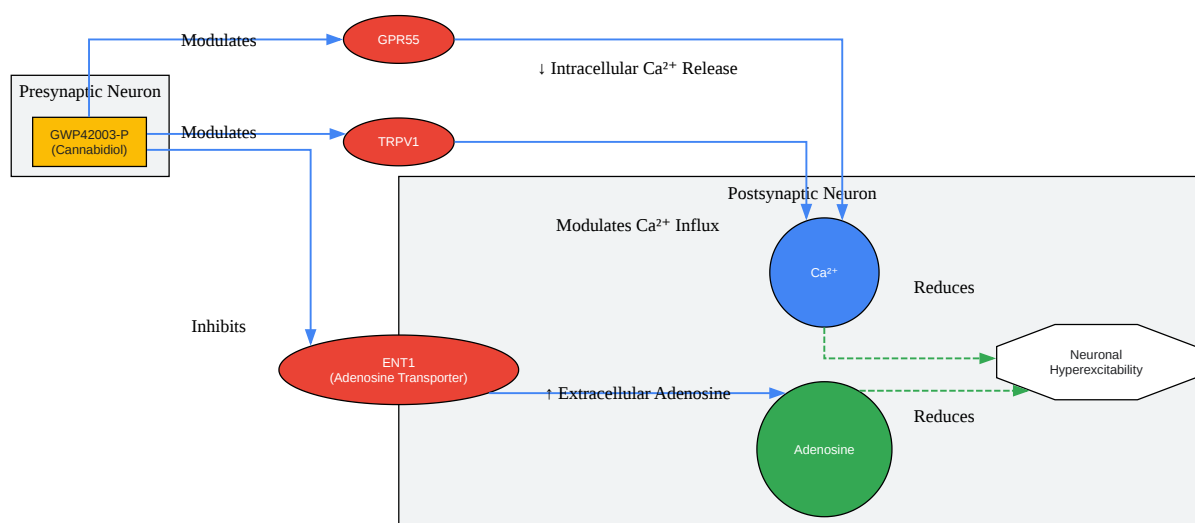 Modulates
GPR55
↓ Intracellular Ca²⁺ Release
Presynaptic Neuron
GWP42003-P
(Cannabidiol)
Modulates
TRPV1
Postsynaptic Neuron
Modulates Ca²⁺ Influx
Ca²⁺
Reduces
Inhibits
ENT1
(Adenosine Transporter)
Neuronal
Hyperexcitability
↑ Extracellular Adenosine
Reduces
Adenosine